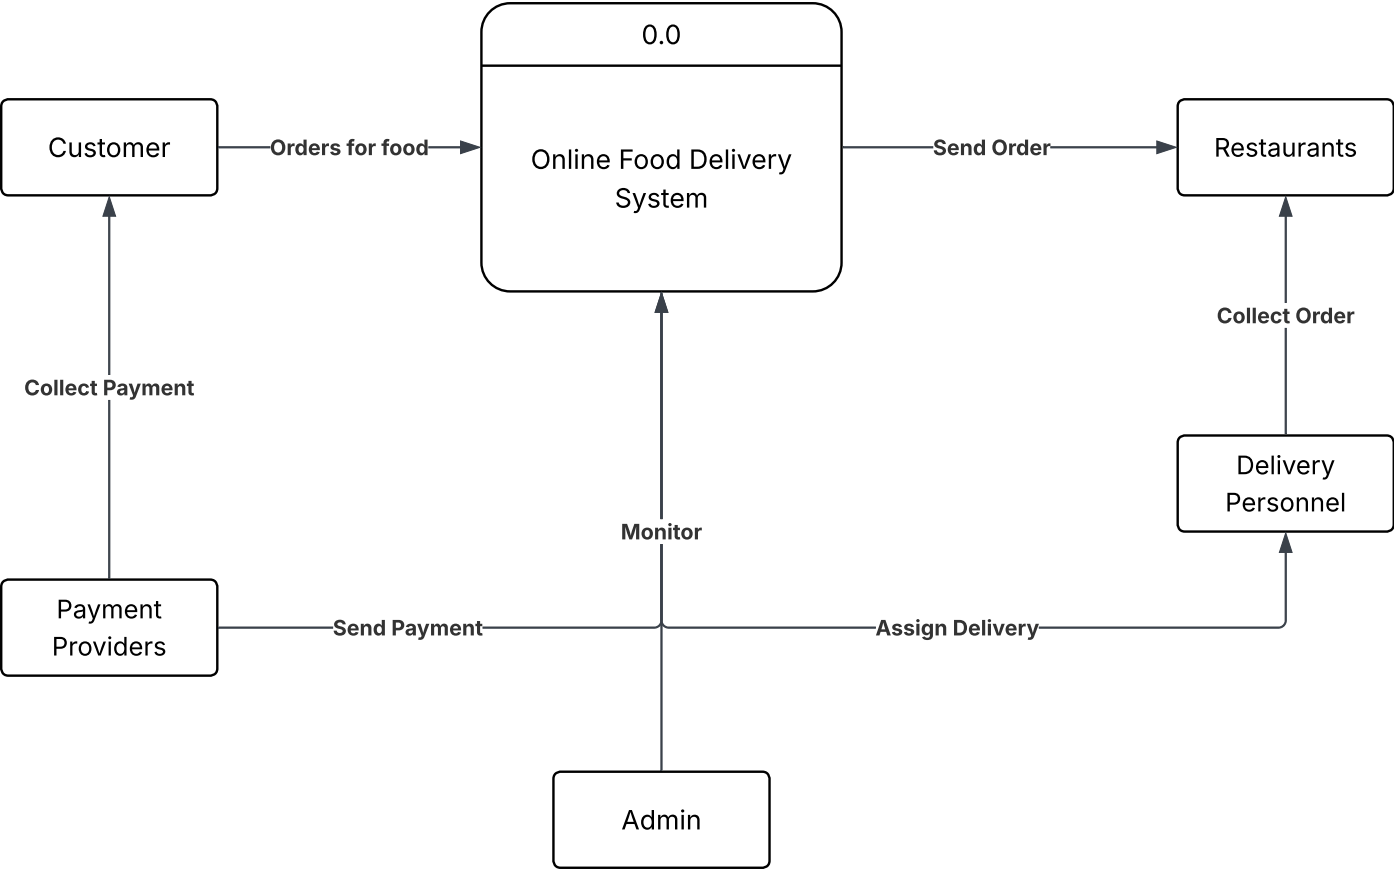 0.0
Customer
Orders for food
Online Food Delivery
System
Send Order
Restaurants
Collect Order
Collect Payment
Delivery
Personnel
Monitor
Payment
Providers
Send Payment
Assign Delivery
Admin